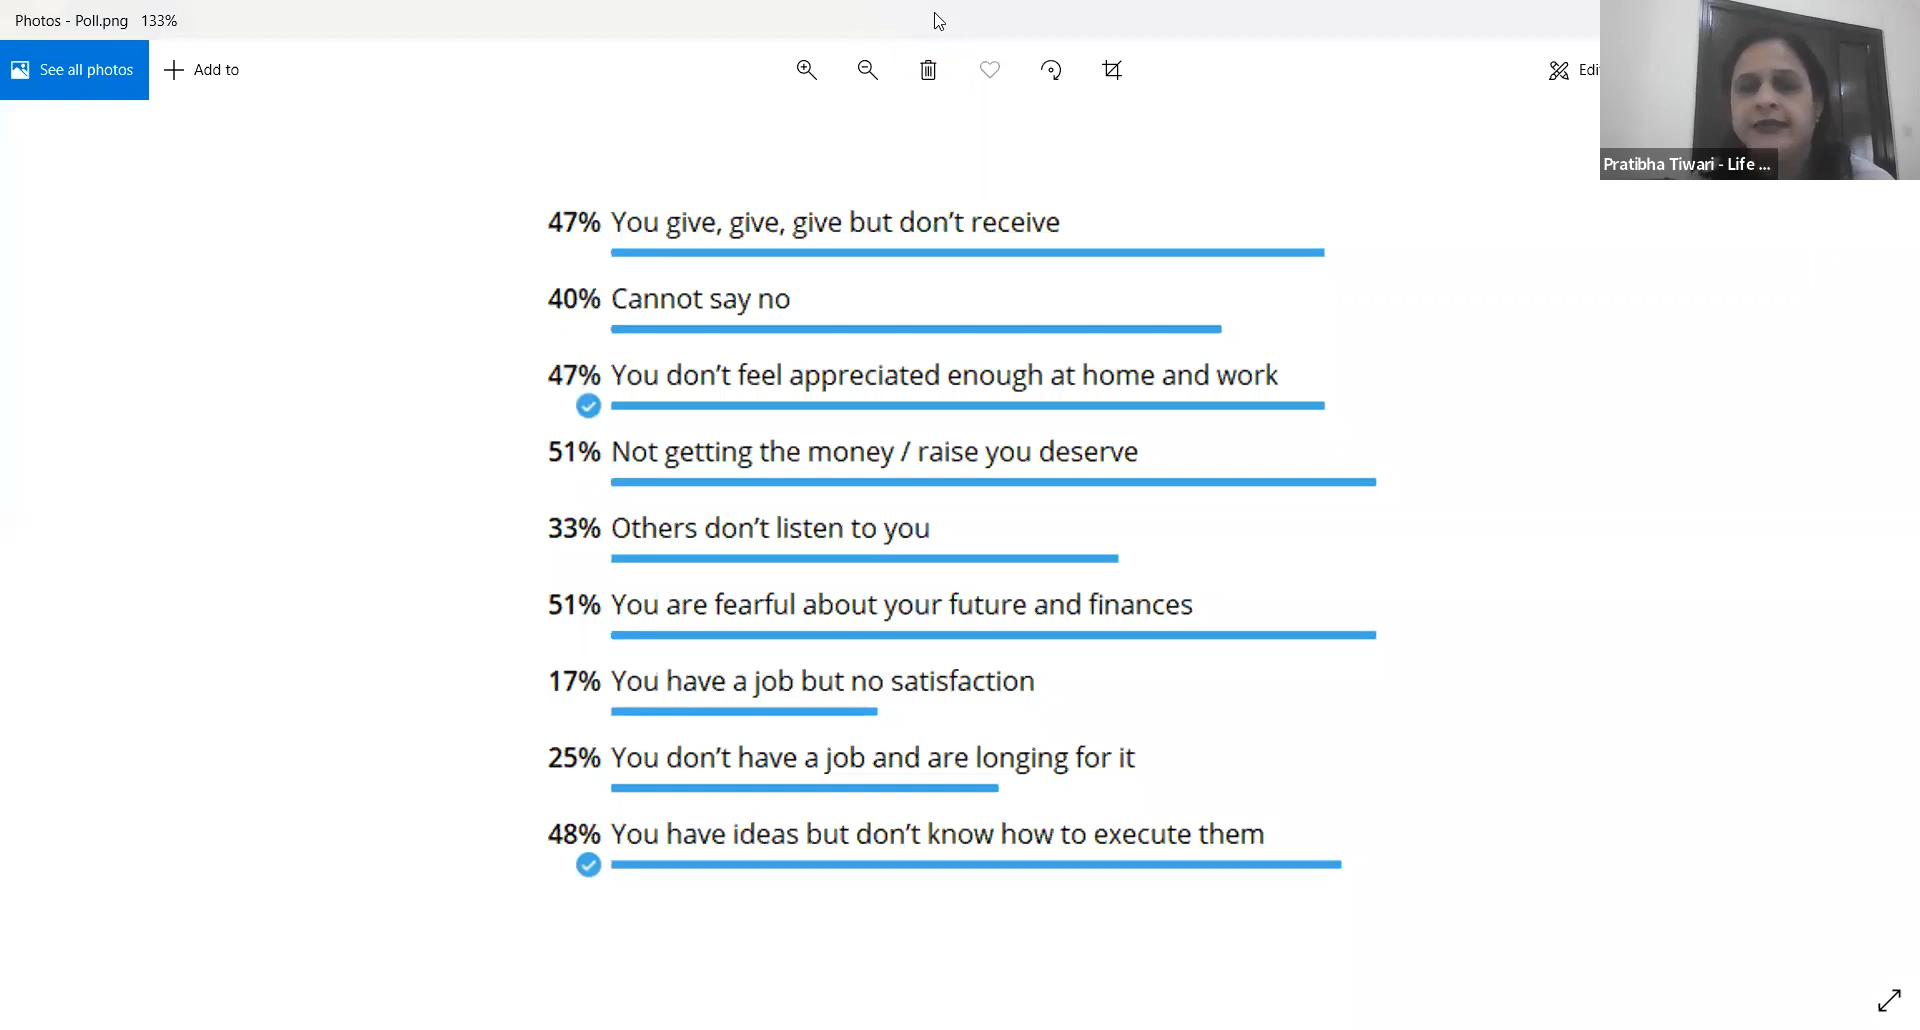 Photos - Poll.png 133%
See all photos
Add to
Edi
Pratibha Tiwari - Life ...
47% You give, give, give but don't receive
40% Cannot say no
47% You don't feel appreciated enough at home and work
51% Not getting the money / raise you deserve
33% Others don't listen to you
51% You are fearful about your future and finances
17% You have a job but no satisfaction
25% You don't have a job and are longing for it
48% You have ideas but don't know how to execute them